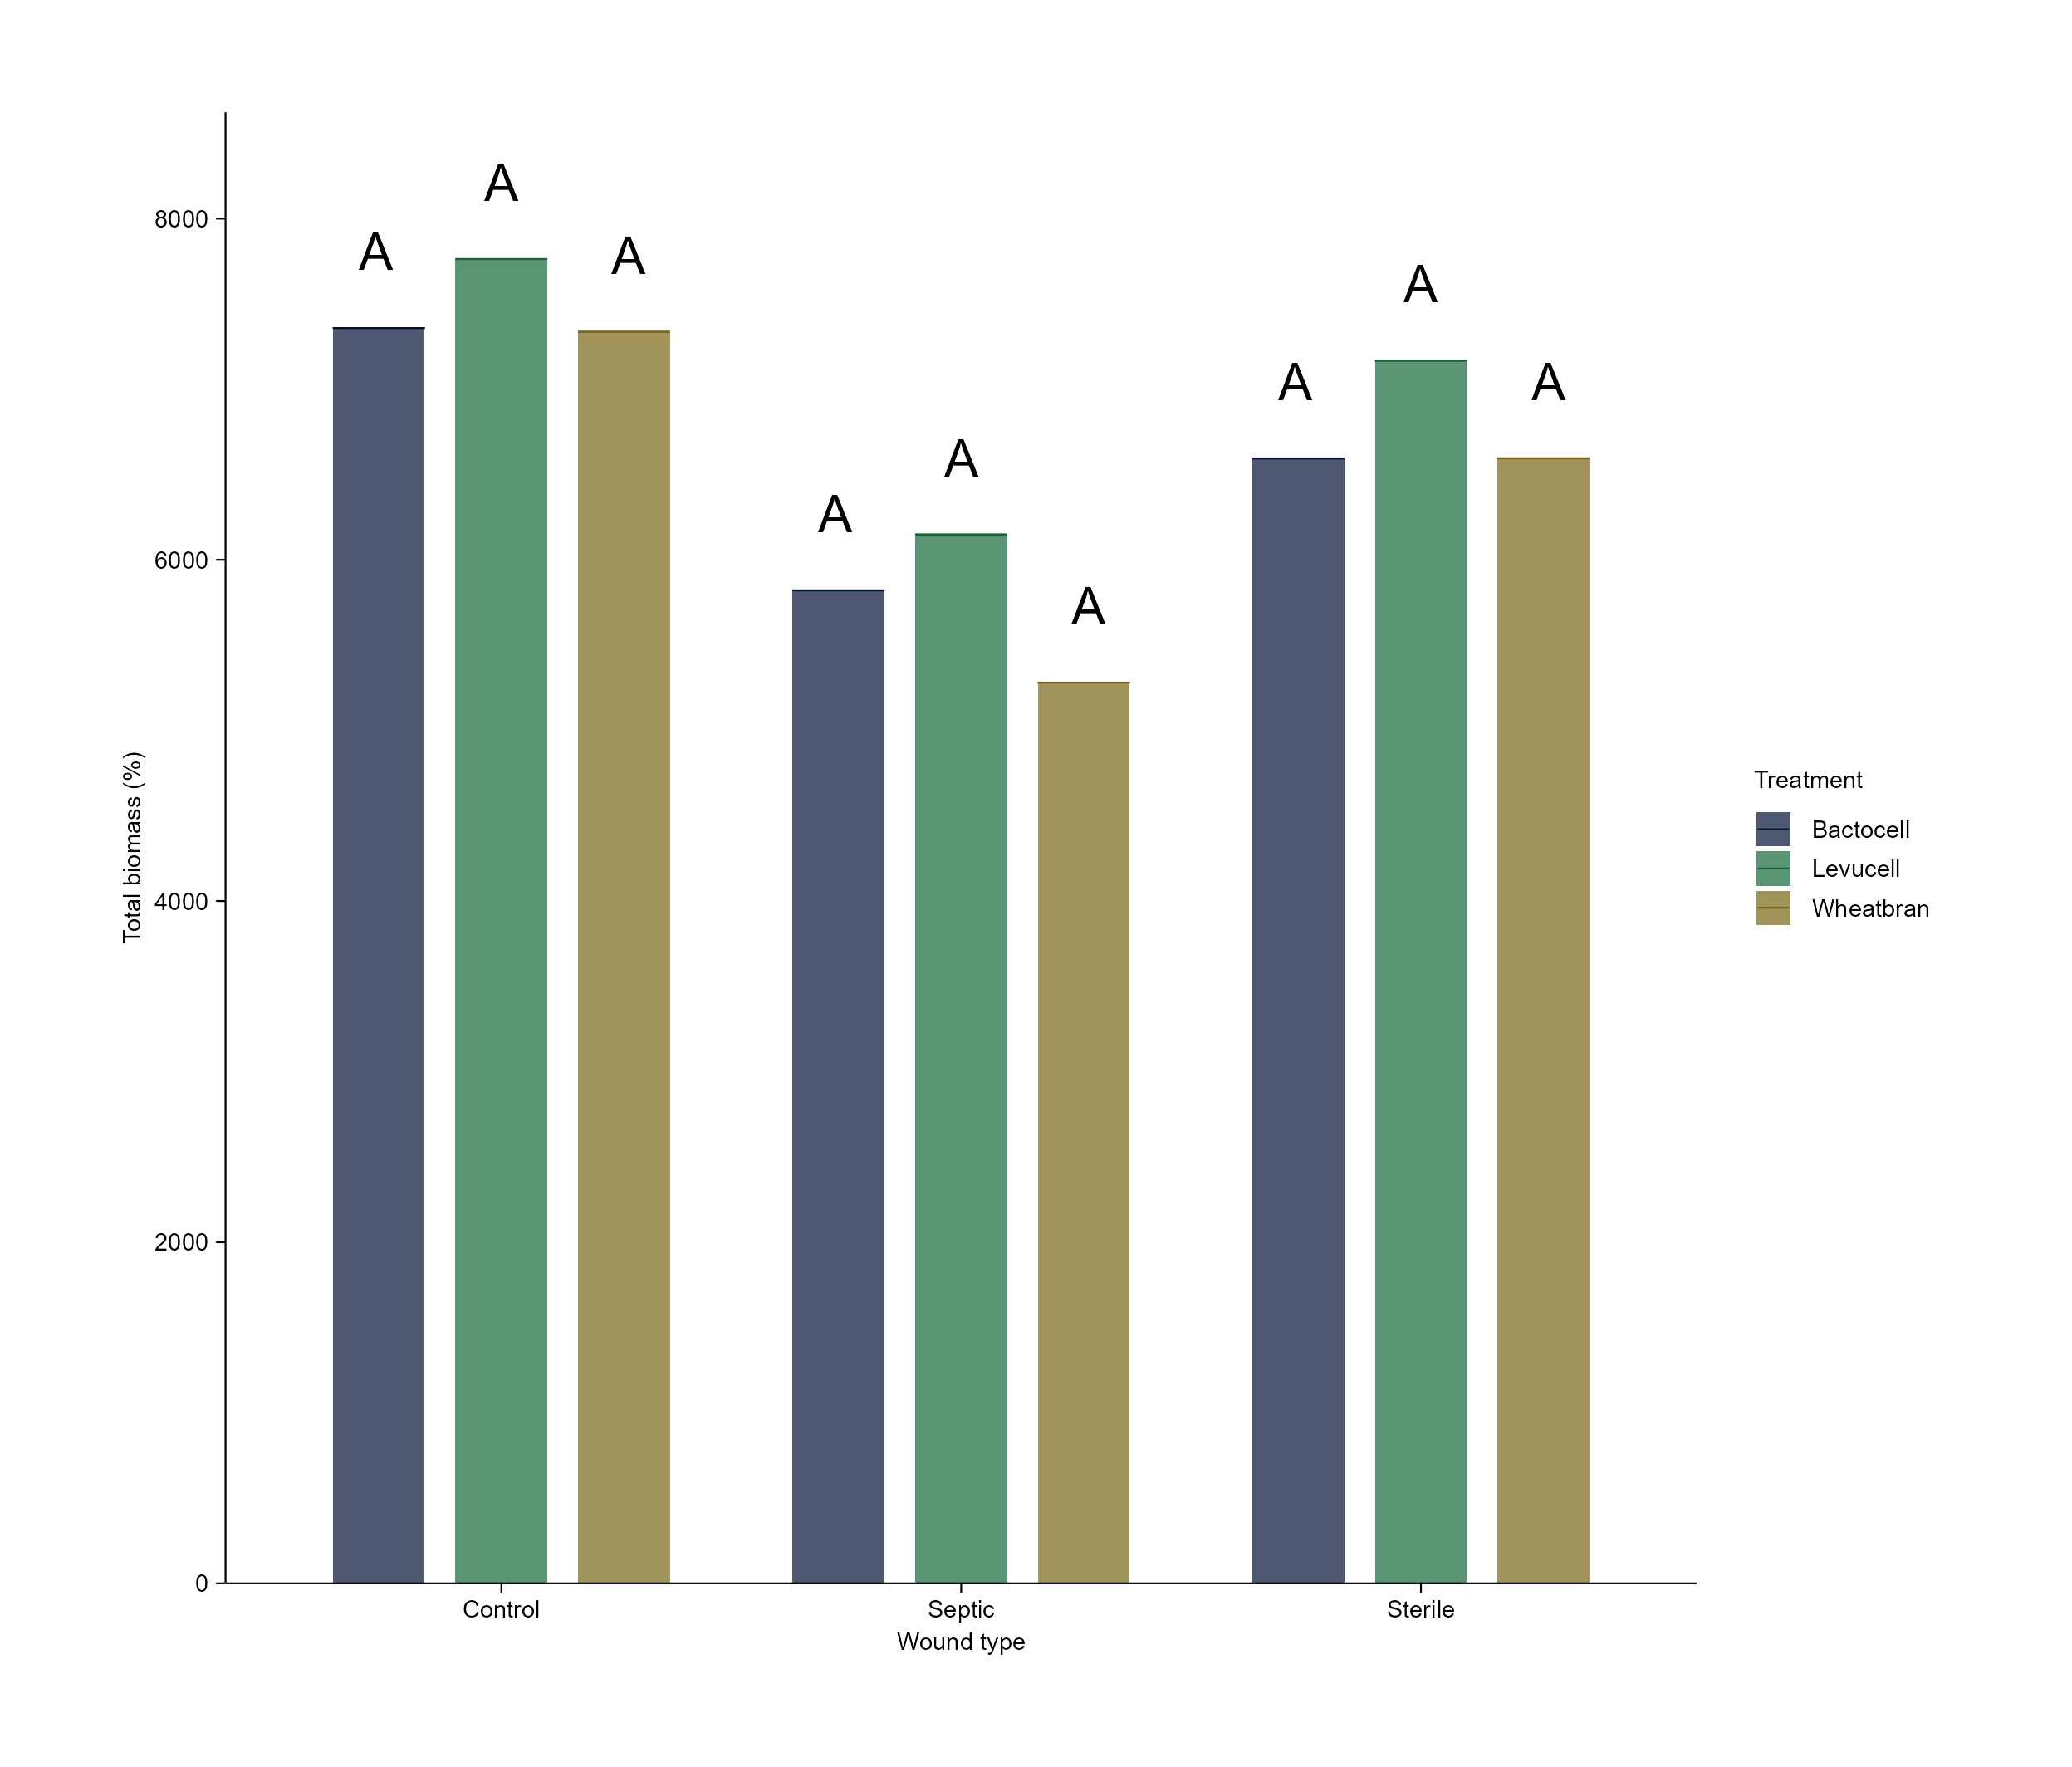 A
A
A
A
A
A
A
A
A
8000
6000
4000
2000
0
Total biomass (%)
Control
Septic
Sterile
Wound type
Treatment
Bactocell
Levucell
Wheatbran